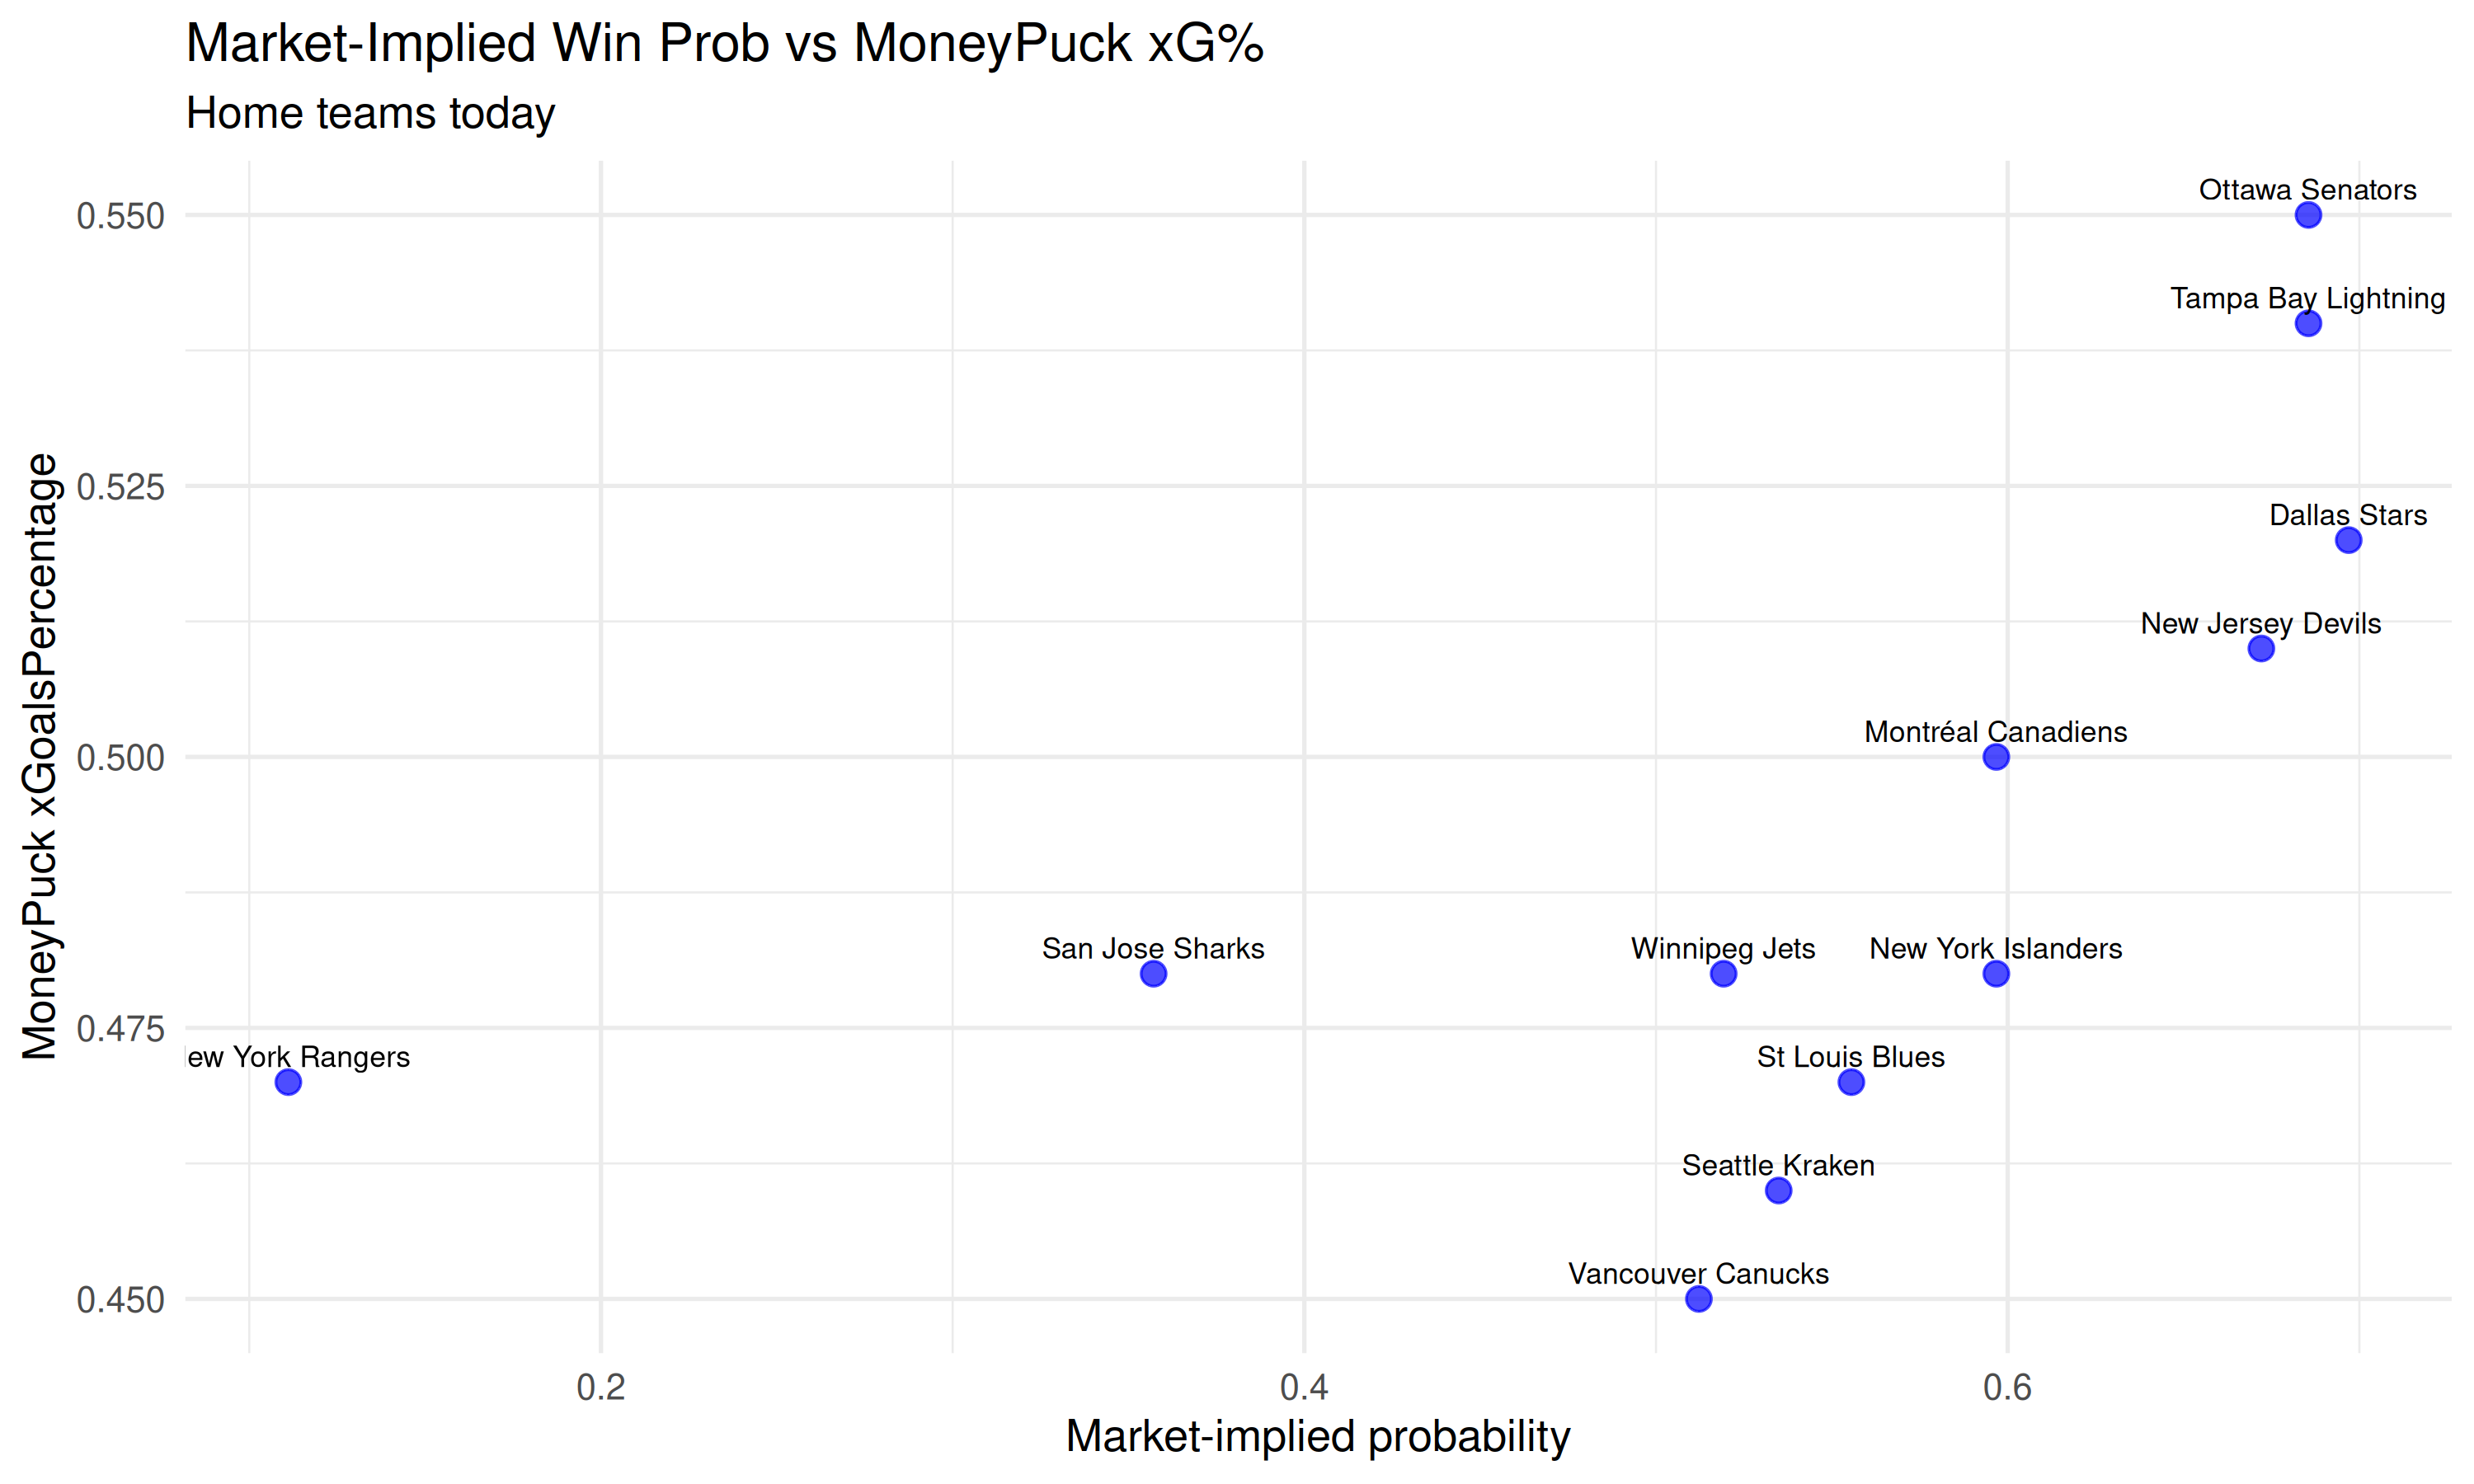 Market-Implied Win Prob vs MoneyPuck xG%
Home teams today
MoneyPuck xGoalsPercentage
0.550
0.525
0.500
0.475
0.450
Ottawa Senators
Tampa Bay Lightning
Dallas Stars
New Jersey Devils
Montréal Canadiens
San Jose Sharks
Winnipeg Jets
New York Islanders
ew York Rangers
St Louis Blues
Seattle Kraken
Vancouver Canucks
0.2
0.4
0.6
Market-implied probability